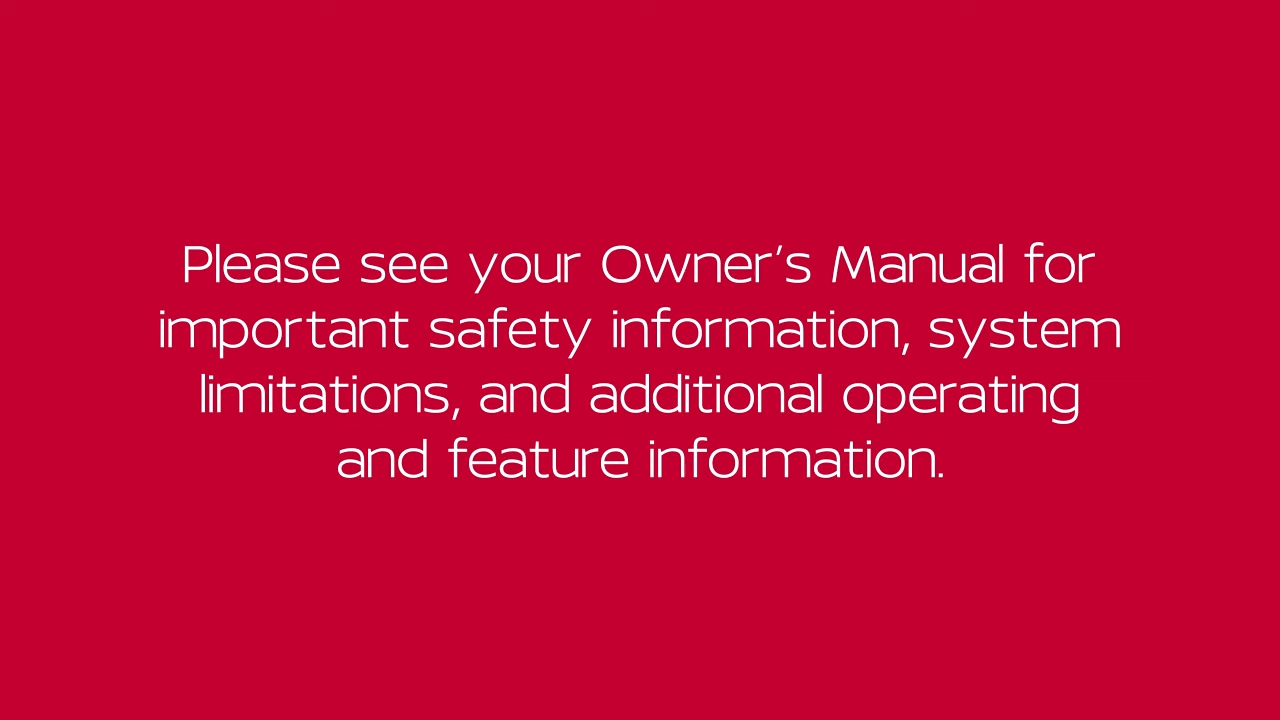 Please see your Owner’s Manual for
important safety information, system
limitations, and additional operating
and feature information.